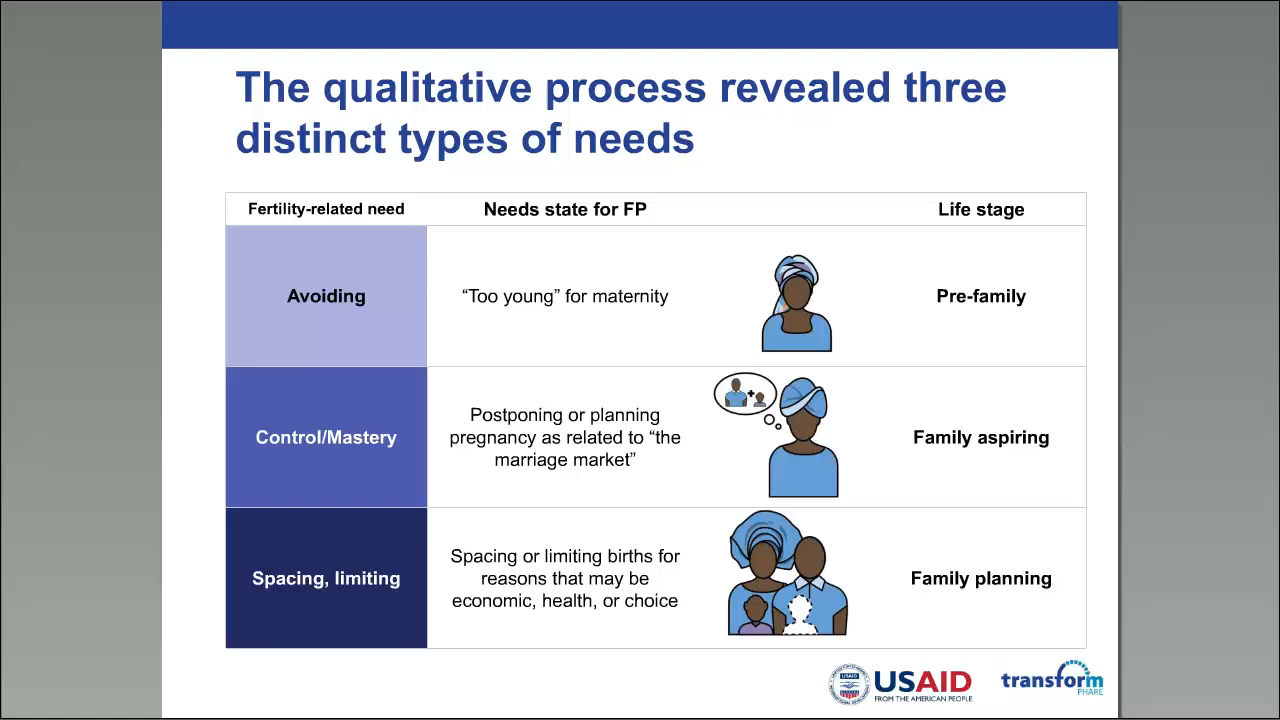 The qualitative process revealed three
distinct types of needs
Fertility-related need
Needs state for FP
Life stage
Avoiding
“Too young” for maternity
Pre-family
Control/Mastery
Postponing or planning
pregnancy as related to “the
marriage market”
Family aspiring
Spacing, limiting
Spacing or limiting births for
reasons that may be
economic, health, or choice
Family planning
USAID
USAID
FROM THE AMERICAN PEOPLE
transform
PHARE